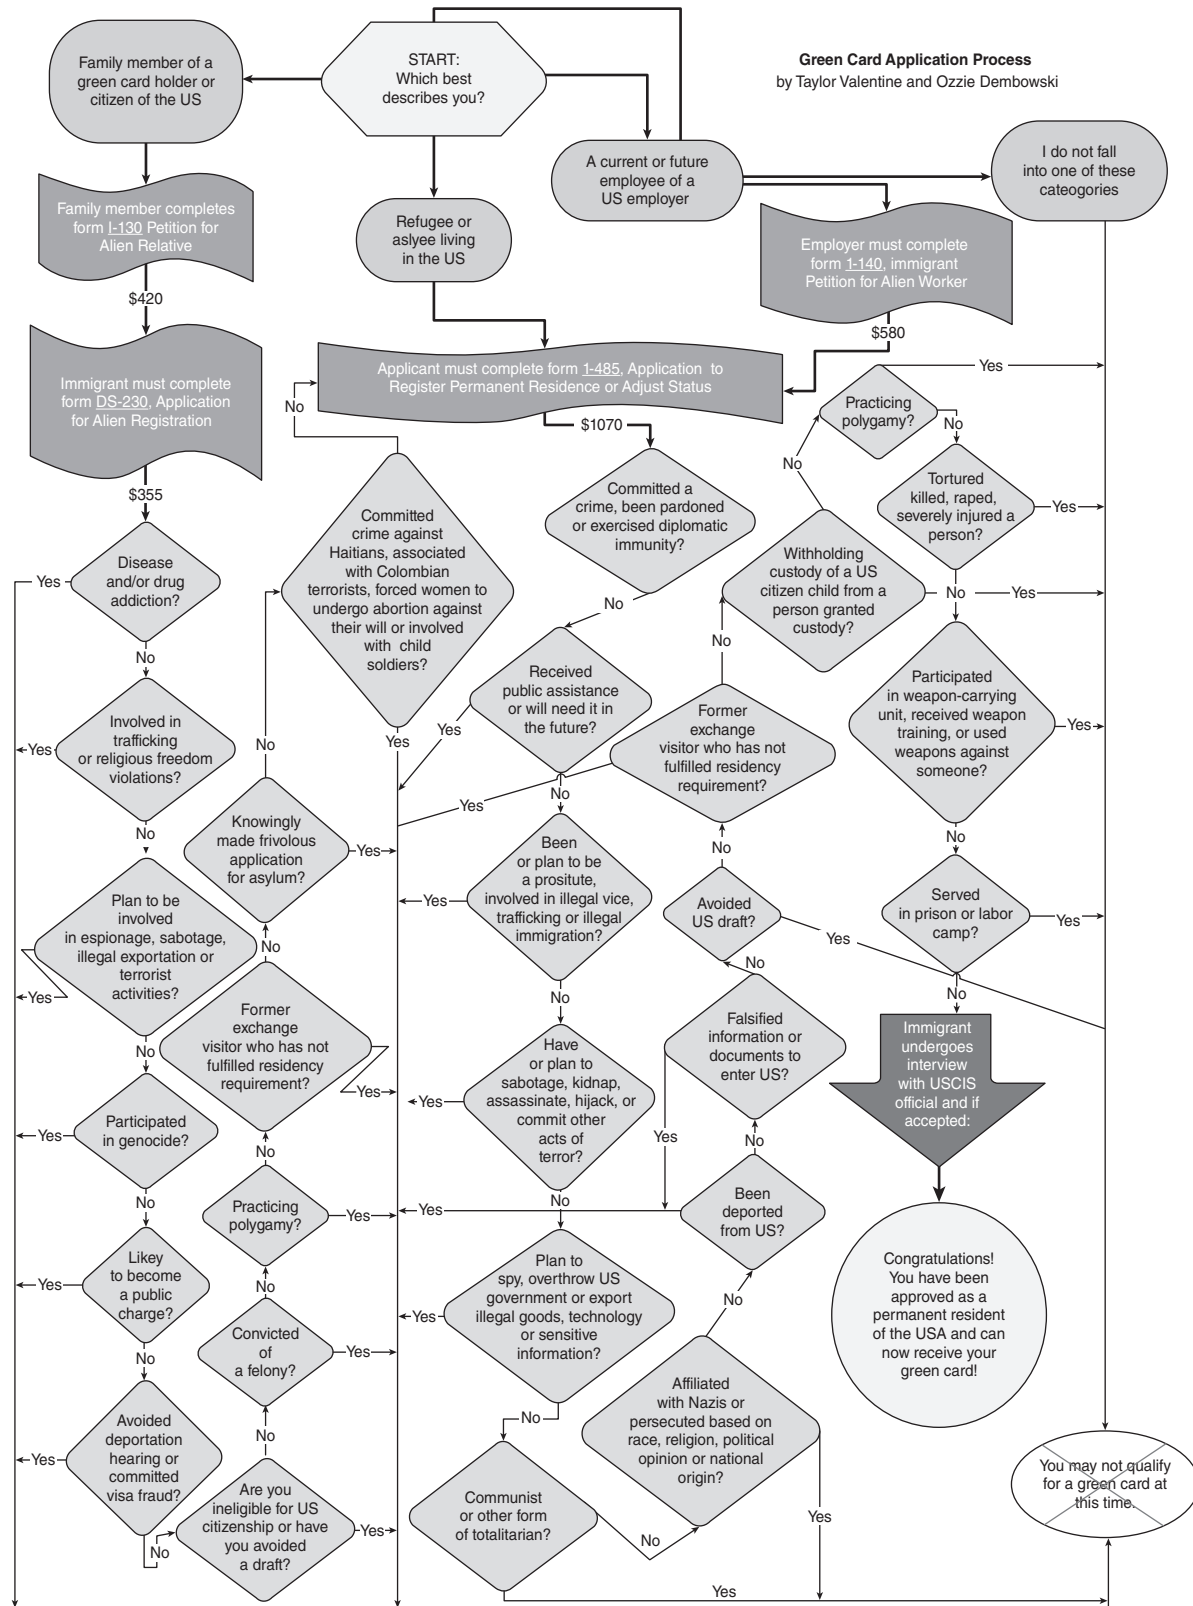 Green Card Application Process
by Taylor Valentine and Ozzie Dembowski
START:
Which best
describes you?
Family member of a
green card holder or
citizen of the US
Family member completes
form I-130 Petition for
Alien Relative
$420
Immigrant must complete
form DS-230, Application
for Alien Registration
$355
Disease
and/or drug
addiction?
Yes
No
Involved in
trafficking
or religious freedom
violations?
Yes
No
Plan to be
involved
in espionage, sabotage,
illegal exportation or
terrorist
activities?
Yes
No
Participated
in genocide?
Yes
No
Likely
to become
a public
charge?
Yes
No
Avoided
deportation
hearing or
committed
visa fraud?
Yes
No
Are you
ineligible for US
citizenship or have
you avoided
a draft?
Yes
No
Convicted
of
a felony?
Yes
No
Practicing
polygamy?
Yes
No
Former
exchange
visitor who has not
fulfilled residency
requirement?
Yes
No
Knowingly
made frivolous
application
for asylum?
Yes
No
Committed
crime against
Haitians, associated
with Colombian
terrorists, forced women to
undergo abortion against
their will or involved
with child
soldiers?
Yes
No
Refugee or
aslyee living
in the US
A current or future
employee of a
US employer
I do not fall
into one of these
cateogories
Employer must complete
form 1-140, immigrant
Petition for Alien Worker
$580
Applicant must complete form 1-485, Application to
Register Permanent Residence or Adjust Status
$1070
Committed a
crime, been pardoned
or exercised diplomatic
immunity?
No
Received
public assistance
or will need it in
the future?
Yes
No
Been
or plan to be
a prositute,
involved in illegal vice,
trafficking or illegal
immigration?
Yes
No
Have
or plan to
sabotage, kidnap,
assassinate, hijack, or
commit other
acts of
terror?
Yes
No
Plan to
spy, overthrow US
government or export
illegal goods, technology
or sensitive
information?
Yes
No
Communist
or other form
of totalitarian?
Yes
No
Affiliated
with Nazis or
persecuted based on
race, religion, political
opinion or national
origin?
Yes
No
Been
deported
from US?
Yes
No
Falsified
information or
documents to
enter US?
Yes
No
Avoided
US draft?
Yes
No
Former
exchange
visitor who has not
fulfilled residency
requirement?
Yes
No
Withholding
custody of a US
citizen child from a
person granted
custody?
Yes
No
Practicing
polygamy?
Yes
No
Tortured
killed, raped,
severely injured a
person?
Yes
No
Participated
in weapon-carrying
unit, received weapon
training, or used
weapons against
someone?
Yes
No
Served
in prison or labor
camp?
Yes
No
Immigrant
undergoes
interview
with USCIS
official and if
accepted:
Congratulations!
You have been
approved as a
permanent resident
of the USA and can
now receive your
green card!
You may not qualify
for a green card at
this time.